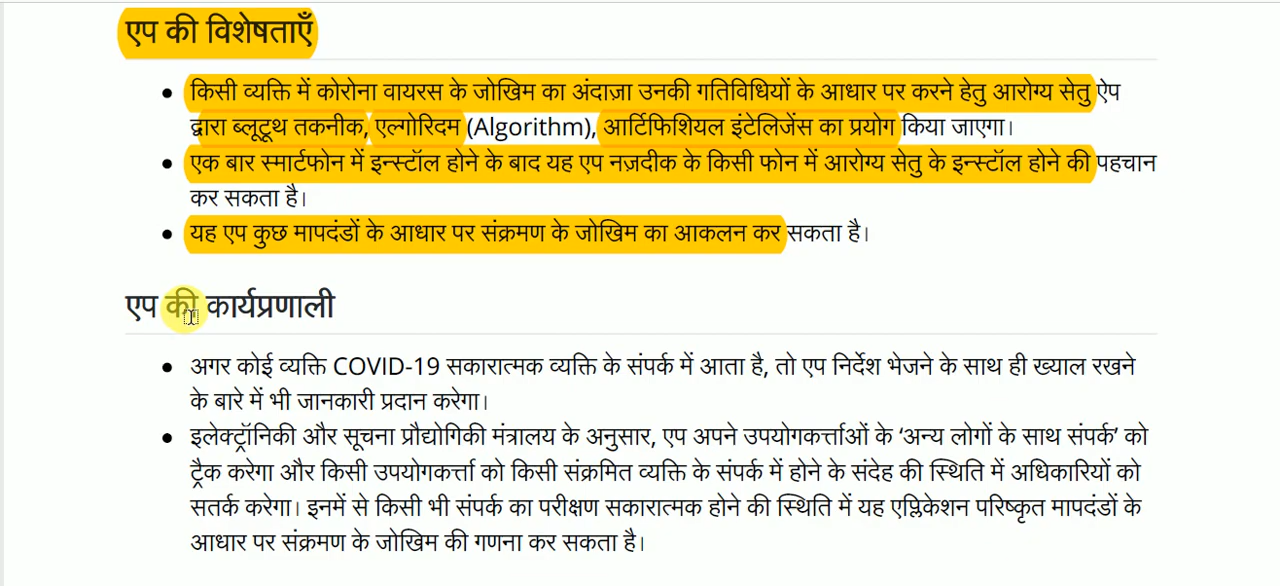 एप की विशेषताएँ
किसी व्यक्ति में कोरोना वायरस के जोखिम का अंदाज़ा उनकी गतिविधियों के आधार पर करने हेतु आरोग्य सेतु ऐप
द्वारा ब्लूटूथ तकनीक, एल्गोरिदम (Algorithm), आर्टिफिशियल इंटेलिजेंस का प्रयोग किया जाएगा।
एक बार स्मार्टफोन में इन्स्टॉल होने के बाद यह एप नज़दीक के किसी फोन में आरोग्य सेतु के इन्स्टॉल होने की पहचान
कर सकता है।
यह एप कुछ मापदंडों के आधार पर संक्रमण के जोखिम का आकलन कर सकता है।
एप की कार्यप्रणाली
अगर कोई व्यक्ति COVID-19 सकारात्मक व्यक्ति के संपर्क में आता है, तो एप निर्देश भेजने के साथ ही ख्याल रखने
के बारे में भी जानकारी प्रदान करेगा।
इलेक्ट्रॉनिकी और सूचना प्रौद्योगिकी मंत्रालय के अनुसार, एप अपने उपयोगकर्त्ताओं के ‘अन्य लोगों के साथ संपर्क’ को
ट्रैक करेगा और किसी उपयोगकर्त्ता को किसी संक्रमित व्यक्ति के संपर्क में होने के संदेह की स्थिति में अधिकारियों को
सतर्क करेगा। इनमें से किसी भी संपर्क का परीक्षण सकारात्मक होने की स्थिति में यह एप्लिकेशन परिष्कृत मापदंडों के
आधार पर संक्रमण के जोखिम की गणना कर सकता है।